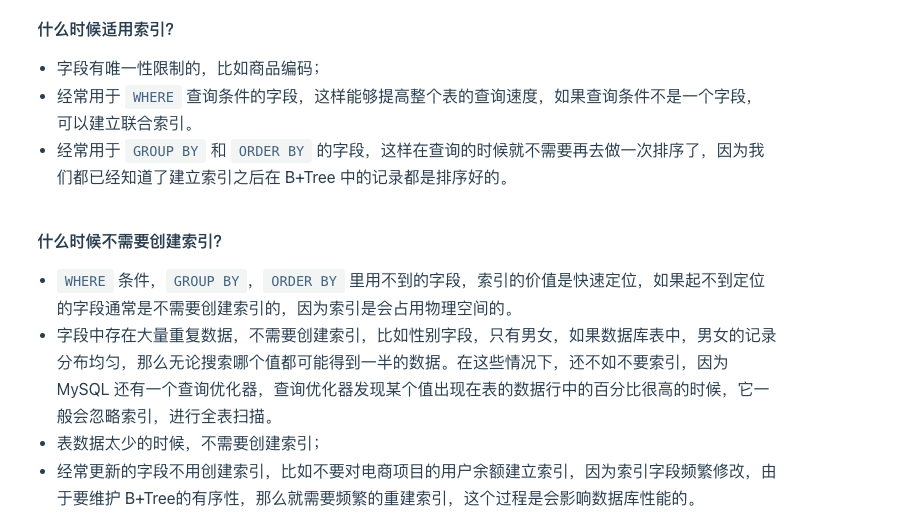 什么时候适用索引?
字段有唯一性限制的，比如商品编码；
经常用于 WHERE 查询条件的字段，这样能够提高整个表的查询速度，如果查询条件不是一个字段，
可以建立联合索引。
经常用于 GROUP BY 和 ORDER BY 的字段，这样在查询的时候就不需要再去做一次排序了，因为我
们都已经知道了建立索引之后在 B+Tree 中的记录都是排序好的。
什么时候不需要创建索引?
WHERE 条件，GROUP BY，ORDER BY 里用不到的字段，索引的价值是快速定位，如果起不到定位
的字段通常是不需要创建索引的，因为索引是会占用物理空间的。
字段中存在大量重复数据，不需要创建索引，比如性别字段，只有男女，如果数据库表中，男女的记录
分布均匀，那么无论搜索哪个值都可能得到一半的数据。在这些情况下，还不如不要索引，因为
MySQL 还有一个查询优化器，查询优化器发现某个值出现在表的数据行中的百分比很高的时候，它一
般会忽略索引，进行全表扫描。
表数据太少的时候，不需要创建索引；
经常更新的字段不用创建索引，比如不要对电商项目的用户余额建立索引，因为索引字段频繁修改，由
于要维护 B+Tree的有序性，那么就需要频繁的重建索引，这个过程是会影响数据库性能的。